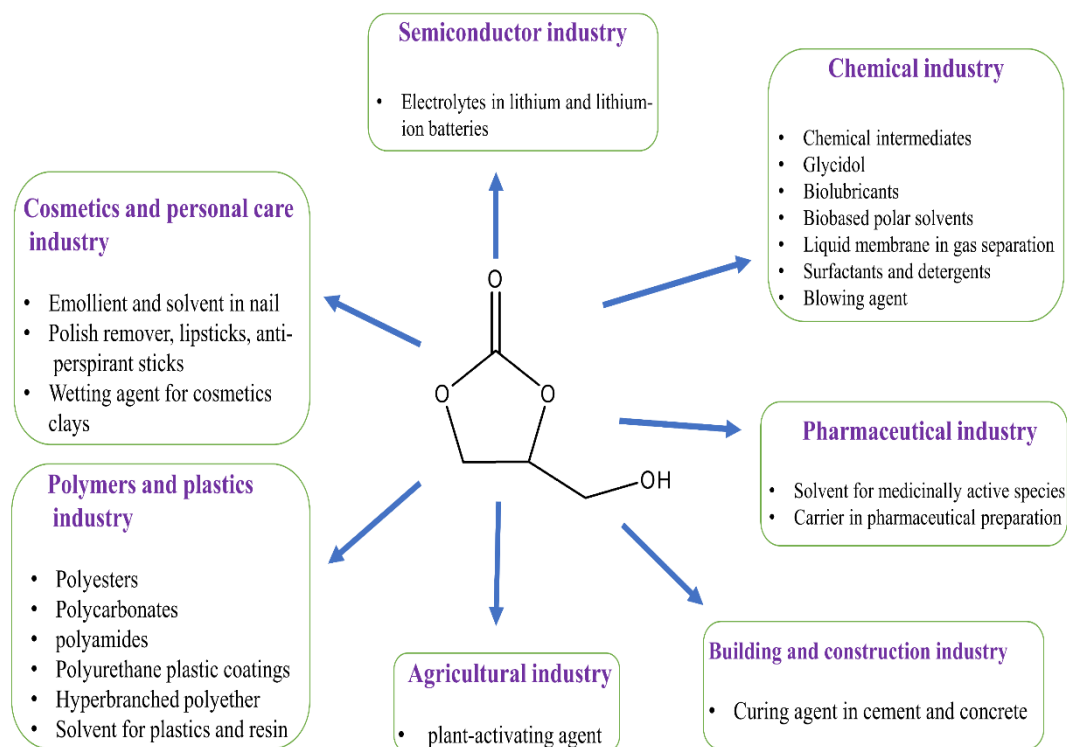 Semiconductor industry
• Electrolytes in lithium and lithium-
ion batteries
Chemical industry
• Chemical intermediates
• Glycidol
• Biolubricants
• Biobased polar solvents
• Liquid membrane in gas separation
• Surfactants and detergents
• Blowing agent
Cosmetics and personal care
industry
• Emollient and solvent in nail
• Polish remover, lipsticks, anti-
perspirant sticks
• Wetting agent for cosmetics
clays
O
O
O
OH
Pharmaceutical industry
• Solvent for medicinally active species
• Carrier in pharmaceutical preparation
Polymers and plastics
industry
• Polyesters
• Polycarbonates
• polyamides
• Polyurethane plastic coatings
• Hyperbranched polyether
• Solvent for plastics and resin
Agricultural industry
• plant-activating agent
Building and construction industry
• Curing agent in cement and concrete